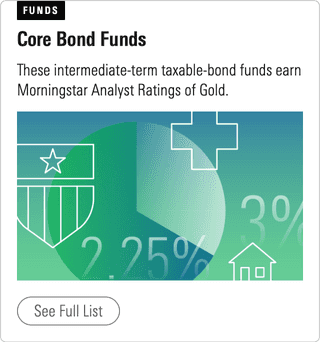 FUNDS
Core Bond Funds
These intermediate-term taxable-bond funds earn
Morningstar Analyst Ratings of Gold.
3%
2.25%
See Full List